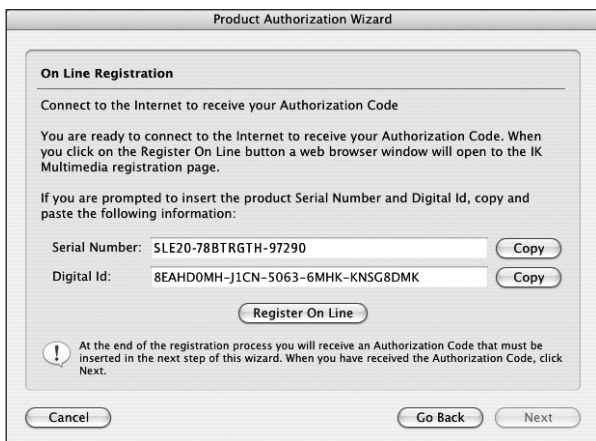 Product Authorization Wizard
On Line Registration
Connect to the Internet to receive your Authorization Code
You are ready to connect to the Internet to receive your Authorization Code. When
you click on the Register On Line button a web browser window will open to the IK
Multimedia registration page.
If you are prompted to insert the product Serial Number and Digital Id, copy and
paste the following information:
Serial Number: SLE20-78BTRGTH-97290 Copy
Digital Id: 8EAHD0MH-J1CN-5063-6MHK-KNSG8DMK Copy
Register On Line
! At the end of the registration process you will receive an Authorization Code that must be
inserted in the next step of this wizard. When you have received the Authorization Code, click
Next.
Cancel Go Back Next